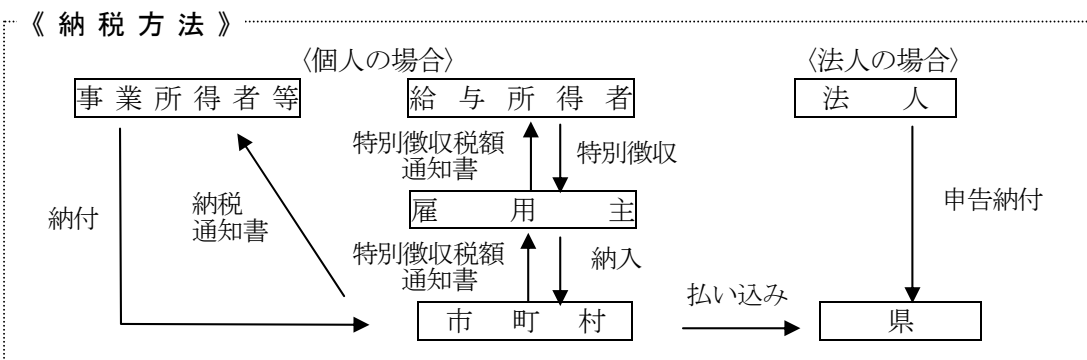 《 納 税 方 法 》
〈個人の場合〉
〈法人の場合〉
事 業 所 得 者 等
給 与 所 得 者
法 人
特別徴収税額
通知書
特別徴収
納付
納税
通知書
雇 用 主
申告納付
特別徴収税額
通知書
納入
払い込み
市 町 村
県